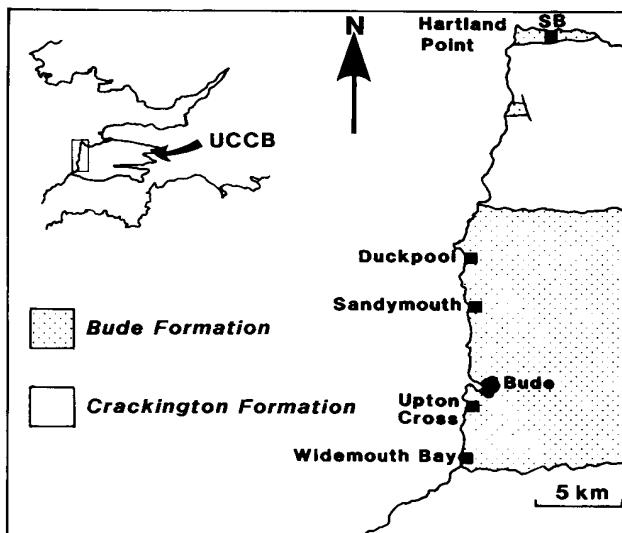 N
Hartland
Point
SB
UCCB
Duckpool
Sandymouth
Bude Formation
Bude
Crackington Formation
Upton
Cross
Widemouth Bay
5 km